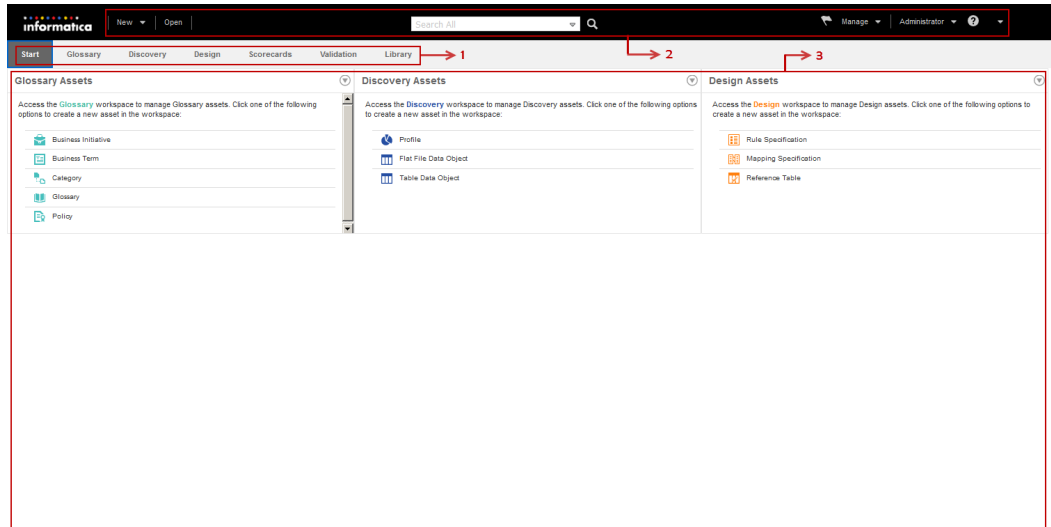 informatica New Open Search All Manage Administrator ?
Start Glossary Discovery Design Scorecards Validation Library 1 2 3
Glossary Assets
Access the Glossary workspace to manage Glossary assets. Click one of the following
options to create a new asset in the workspace:
Business Initiative
Business Term
Category
Glossary
Policy
Discovery Assets
Access the Discovery workspace to manage Discovery assets. Click one of the following options
to create a new asset in the workspace:
Profile
Flat File Data Object
Table Data Object
Design Assets
Access the Design workspace to manage Design assets. Click one of the following options to
create a new asset in the workspace:
Rule Specification
Mapping Specification
Reference Table